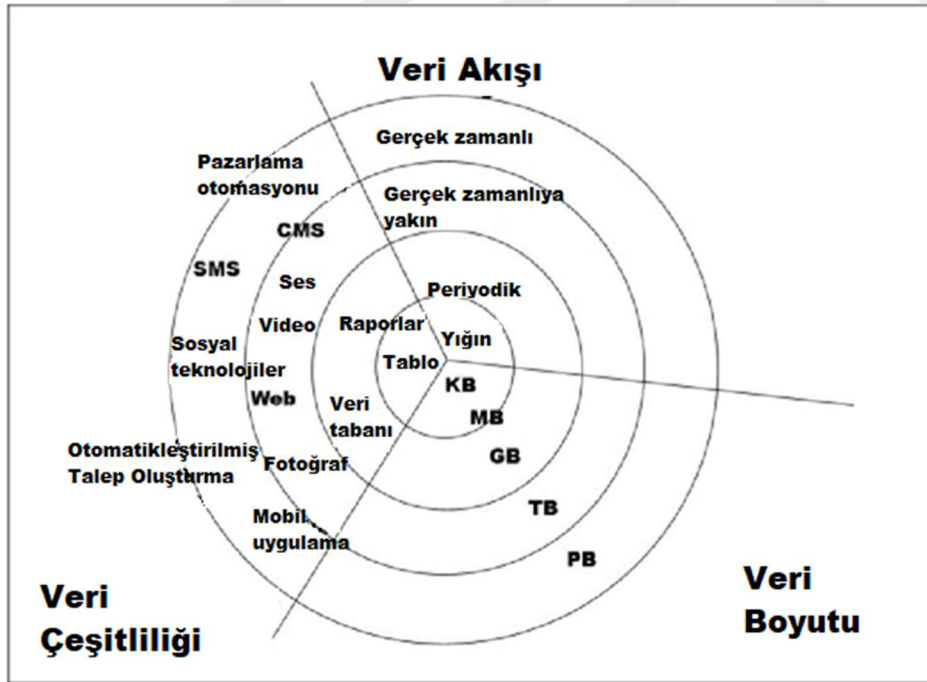 Veri Akışı
Gerçek zamanlı
Pazarlama
otomasyonu
Gerçek zamanlıya
yakın
CMS
SMS
Ses
Periyodik
Video
Raporlar
Yığın
Sosyal
teknolojiler
Tablo
KB
Web
Veri
tabanı
MB
Otomatikleştirilmiş
Talep Oluşturma
Fotoğraf
GB
TB
Mobil
uygulama
PB
Veri
Çeşitliliği
Veri
Boyutu